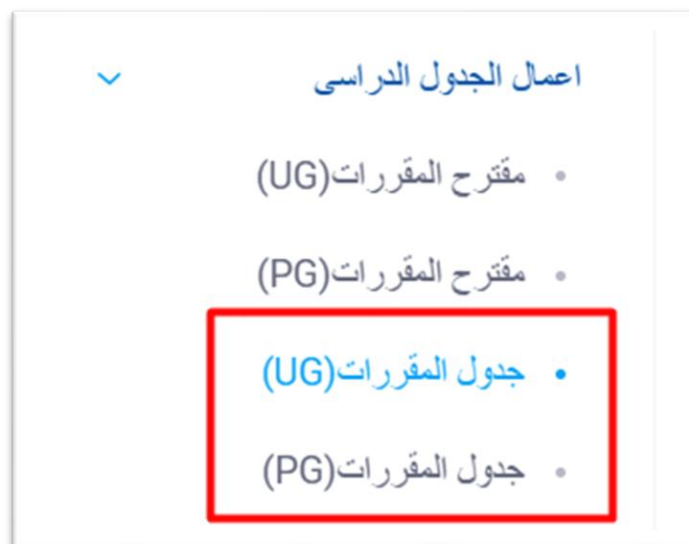 اعمال الجدول الدراسى
مقترح المقررات(UG)
مقترح المقررات(PG)
جدول المقررات(UG)
جدول المقررات(PG)